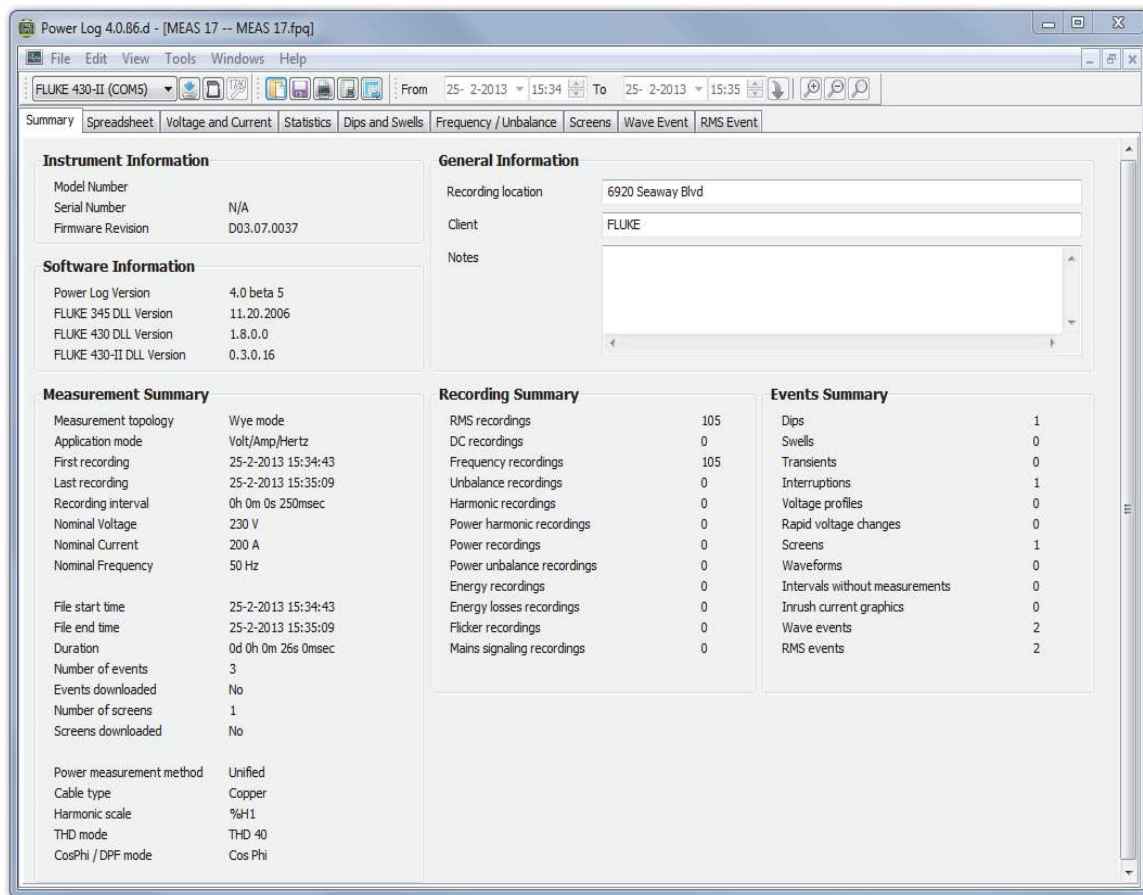 Power Log 4.0.86.d - [MEAS 17 -- MEAS 17.fpq]
File Edit View Tools Windows Help
FLUKE 430-II (COM5) From 25- 2-2013 15:34 To 25- 2-2013 15:35
Summary Spreadsheet Voltage and Current Statistics Dips and Swells Frequency / Unbalance Screens Wave Event RMS Event
Instrument Information
Model Number
Serial Number N/A
Firmware Revision D03.07.0037
General Information
Recording location 6920 Seaway Blvd
Client FLUKE
Notes
Software Information
Power Log Version 4.0 beta 5
FLUKE 345 DLL Version 11.20.2006
FLUKE 430 DLL Version 1.8.0.0
FLUKE 430-II DLL Version 0.3.0.16
Measurement Summary
Measurement topology Wye mode
Application mode Volt/Amp/Hertz
First recording 25-2-2013 15:34:43
Last recording 25-2-2013 15:35:09
Recording interval 0h 0m 0s 250msec
Nominal Voltage 230 V
Nominal Current 200 A
Nominal Frequency 50 Hz
File start time 25-2-2013 15:34:43
File end time 25-2-2013 15:35:09
Duration 0d 0h 0m 26s 0msec
Number of events 3
Events downloaded No
Number of screens 1
Screens downloaded No
Power measurement method Unified
Cable type Copper
Harmonic scale %H1
THD mode THD 40
CosPhi / DPF mode Cos Phi
Recording Summary
RMS recordings 105
DC recordings 0
Frequency recordings 105
Unbalance recordings 0
Harmonic recordings 0
Power harmonic recordings 0
Power recordings 0
Power unbalance recordings 0
Energy recordings 0
Energy losses recordings 0
Flicker recordings 0
Mains signaling recordings 0
Events Summary
Dips 1
Swells 0
Transients 0
Interruptions 1
Voltage profiles 0
Rapid voltage changes 0
Screens 1
Waveforms 0
Intervals without measurements 0
Inrush current graphics 0
Wave events 2
RMS events 2